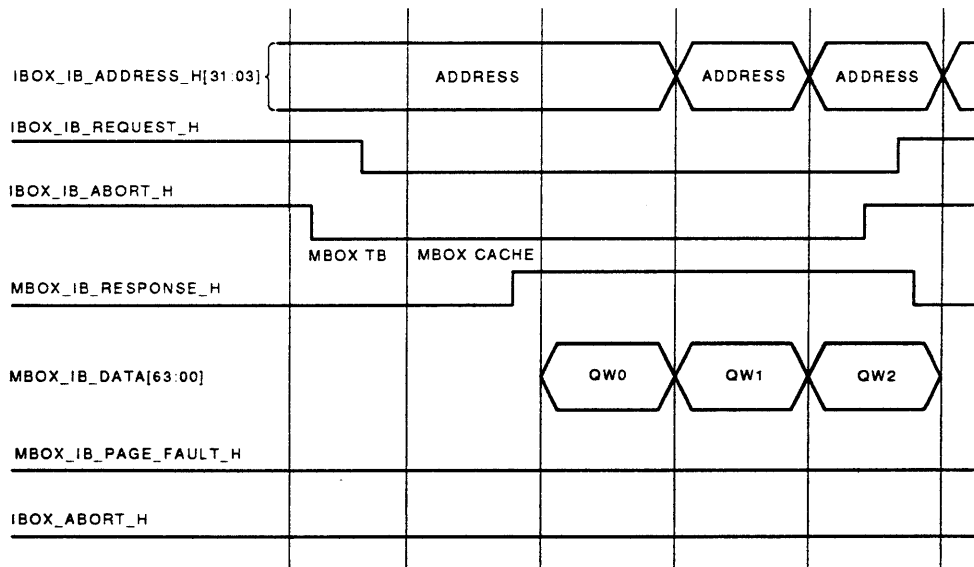 IBOX_IB_ADDRESS_H[31:03]
ADDRESS
ADDRESS
ADDRESS
IBOX_IB_REQUEST_H
IBOX_IB_ABORT_H
MBOX TB
MBOX CACHE
MBOX_IB_RESPONSE_H
MBOX_IB_DATA[63:00]
QW0
QW1
QW2
MBOX_IB_PAGE_FAULT_H
IBOX_ABORT_H